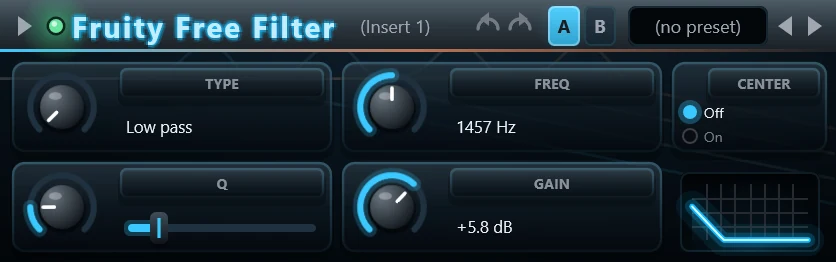 Fruity Free Filter (Insert 1) A B (no preset)
TYPE
Low pass
FREQ
1457 Hz
CENTER
Off
On
Q
GAIN
+5.8 dB